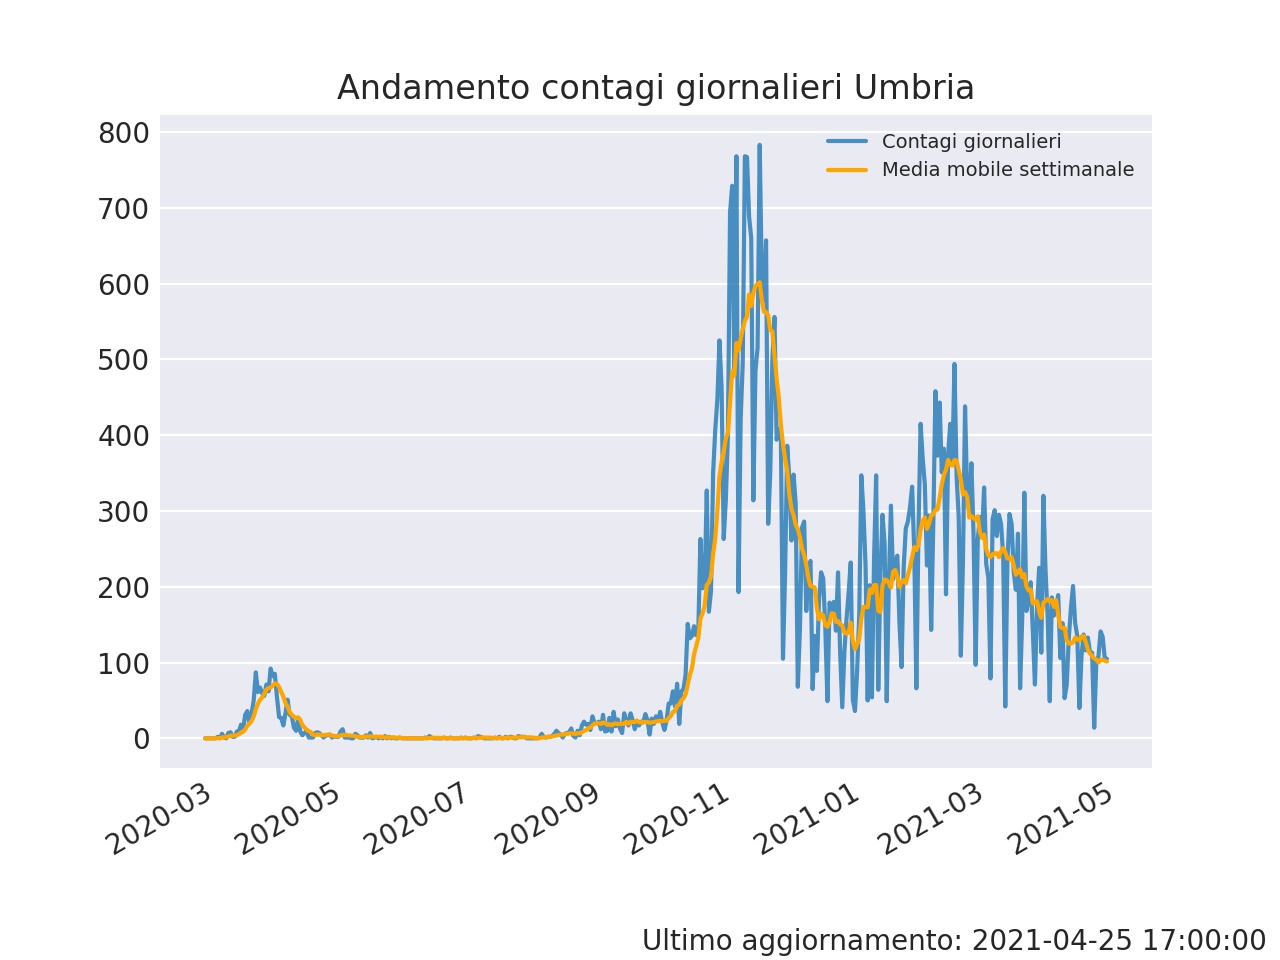 Andamento contagi giornalieri Umbria
Contagi giornalieri
Media mobile settimanale
800
700
600
500
400
300
200
100
0
2020-03 2020-05 2020-07 2020-09 2020-11 2021-01 2021-03 2021-05
Ultimo aggiornamento: 2021-04-25 17:00:00